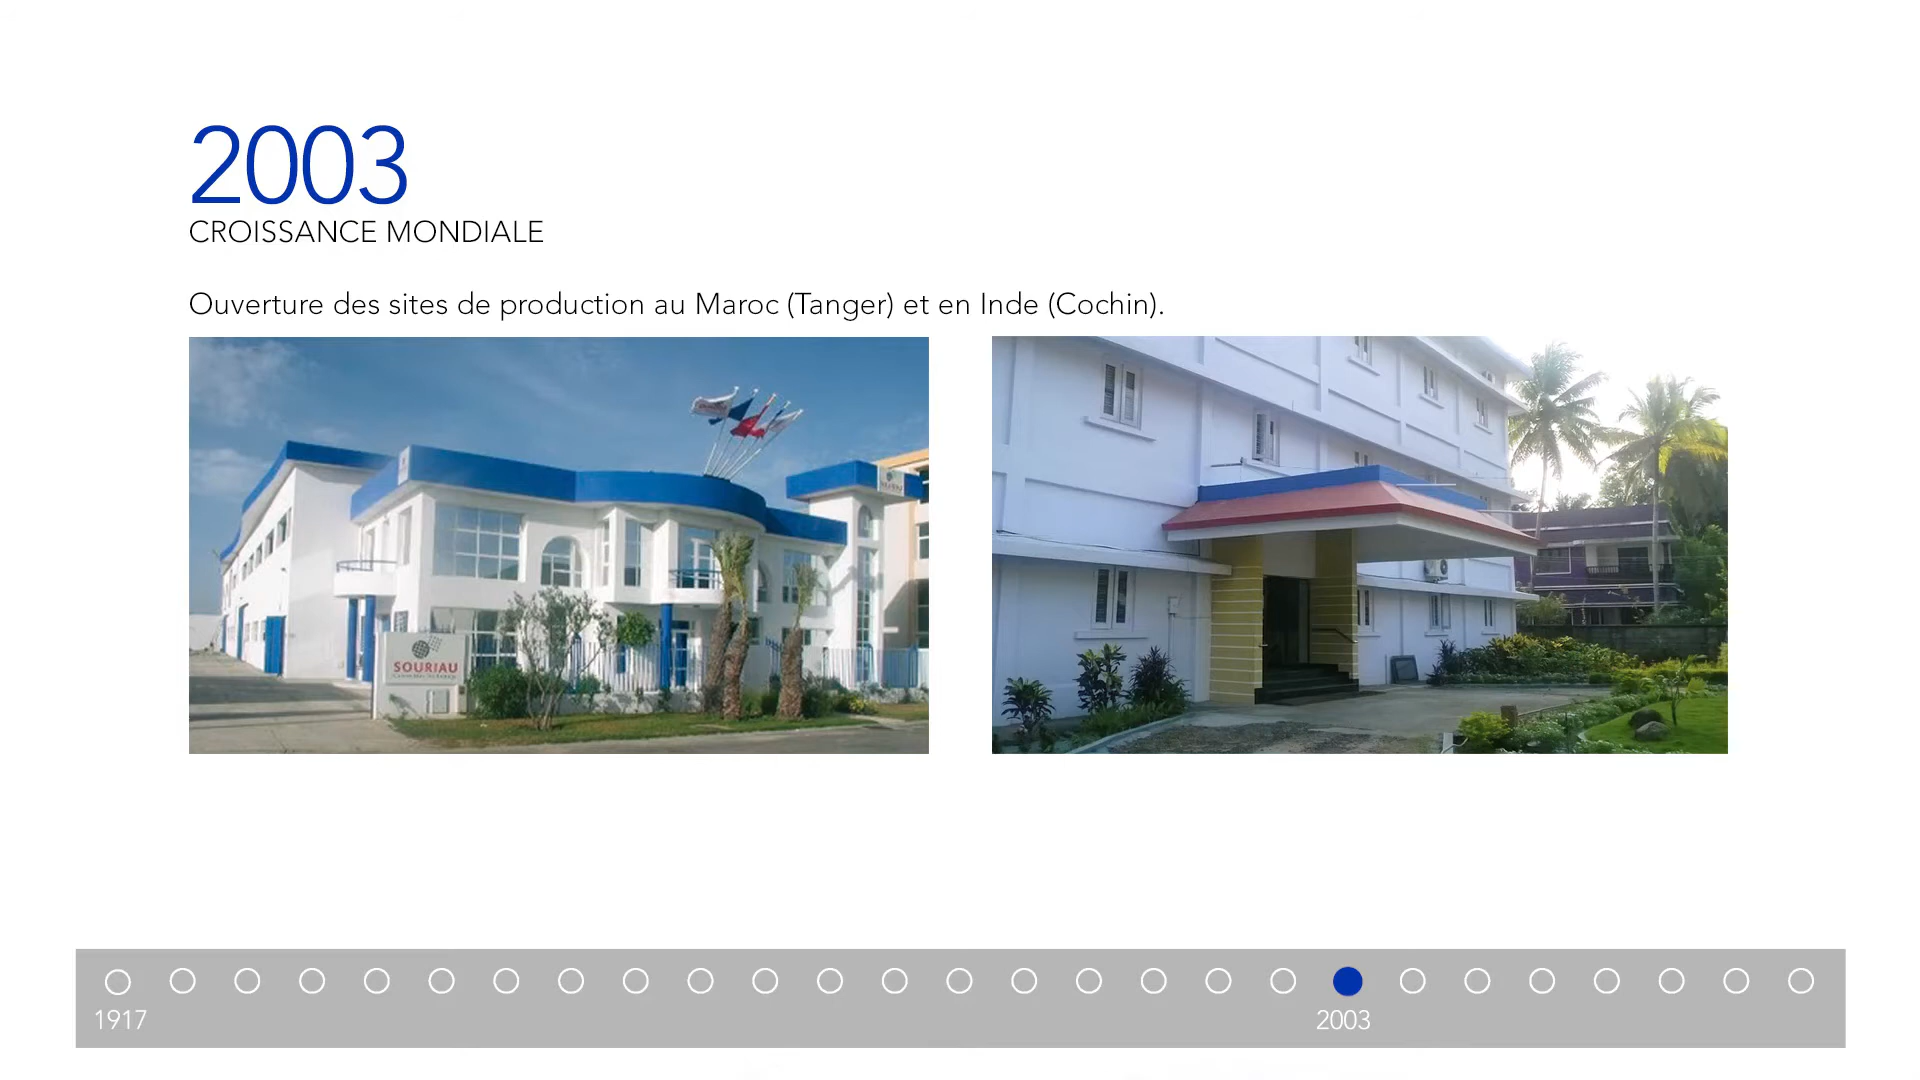 2003
CROISSANCE MONDIALE
Ouverture des sites de production au Maroc (Tanger) et en Inde (Cochin).
SOURIAU
1917
2003